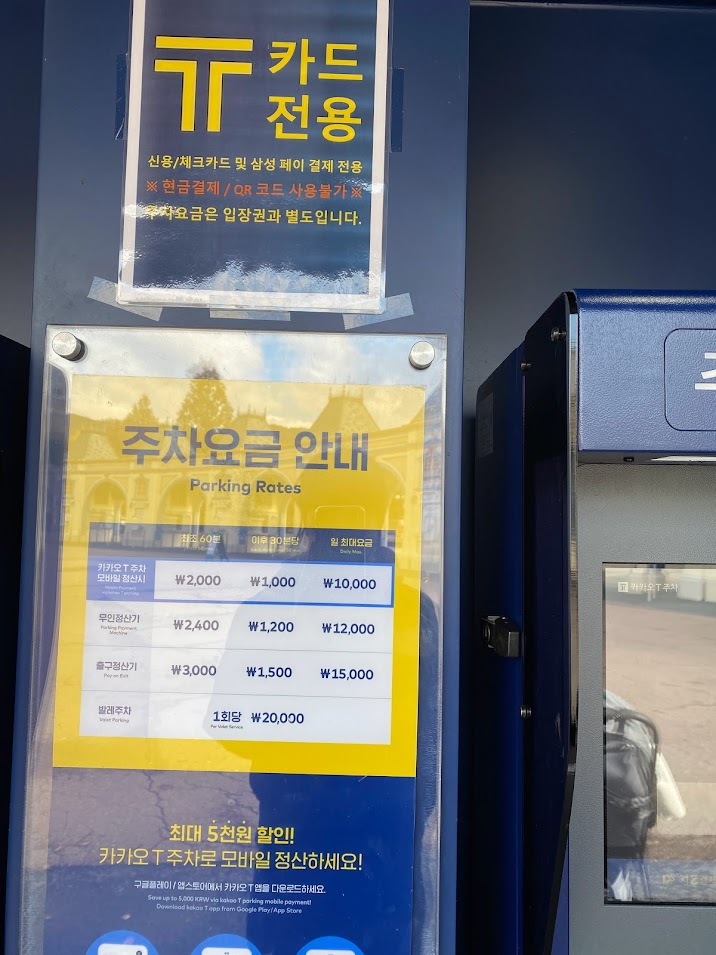 카드
전용
신용/체크카드 및 삼성 페이 결제 전용
※ 현금결제 / QR 코드 사용불가 ※
주차요금은 입장권과 별도입니다.
주차요금 안내
Parking Rates
최초 60분 이후 30분당 일 최대요금
Daily Max
카카오 T 주차
모바일 정산시
₩2,000 ₩1,000 ₩10,000
무인정산기
Parking Payment
Machine
₩2,400 ₩1,200 ₩12,000
출구정산기
Pay on Exit
₩3,000 ₩1,500 ₩15,000
발레주차
Valet Parking
1회당 ₩20,000
Per Valet Service
최대 5천원 할인!
카카오 T 주차로 모바일 정산하세요!
구글플레이 / 앱스토어에서 카카오 T 앱을 다운로드하세요.
Save up to 5,000 KRW via kakao T parking mobile payment!
Download kakao T app from Google Play/App Store
카카오 T 주차